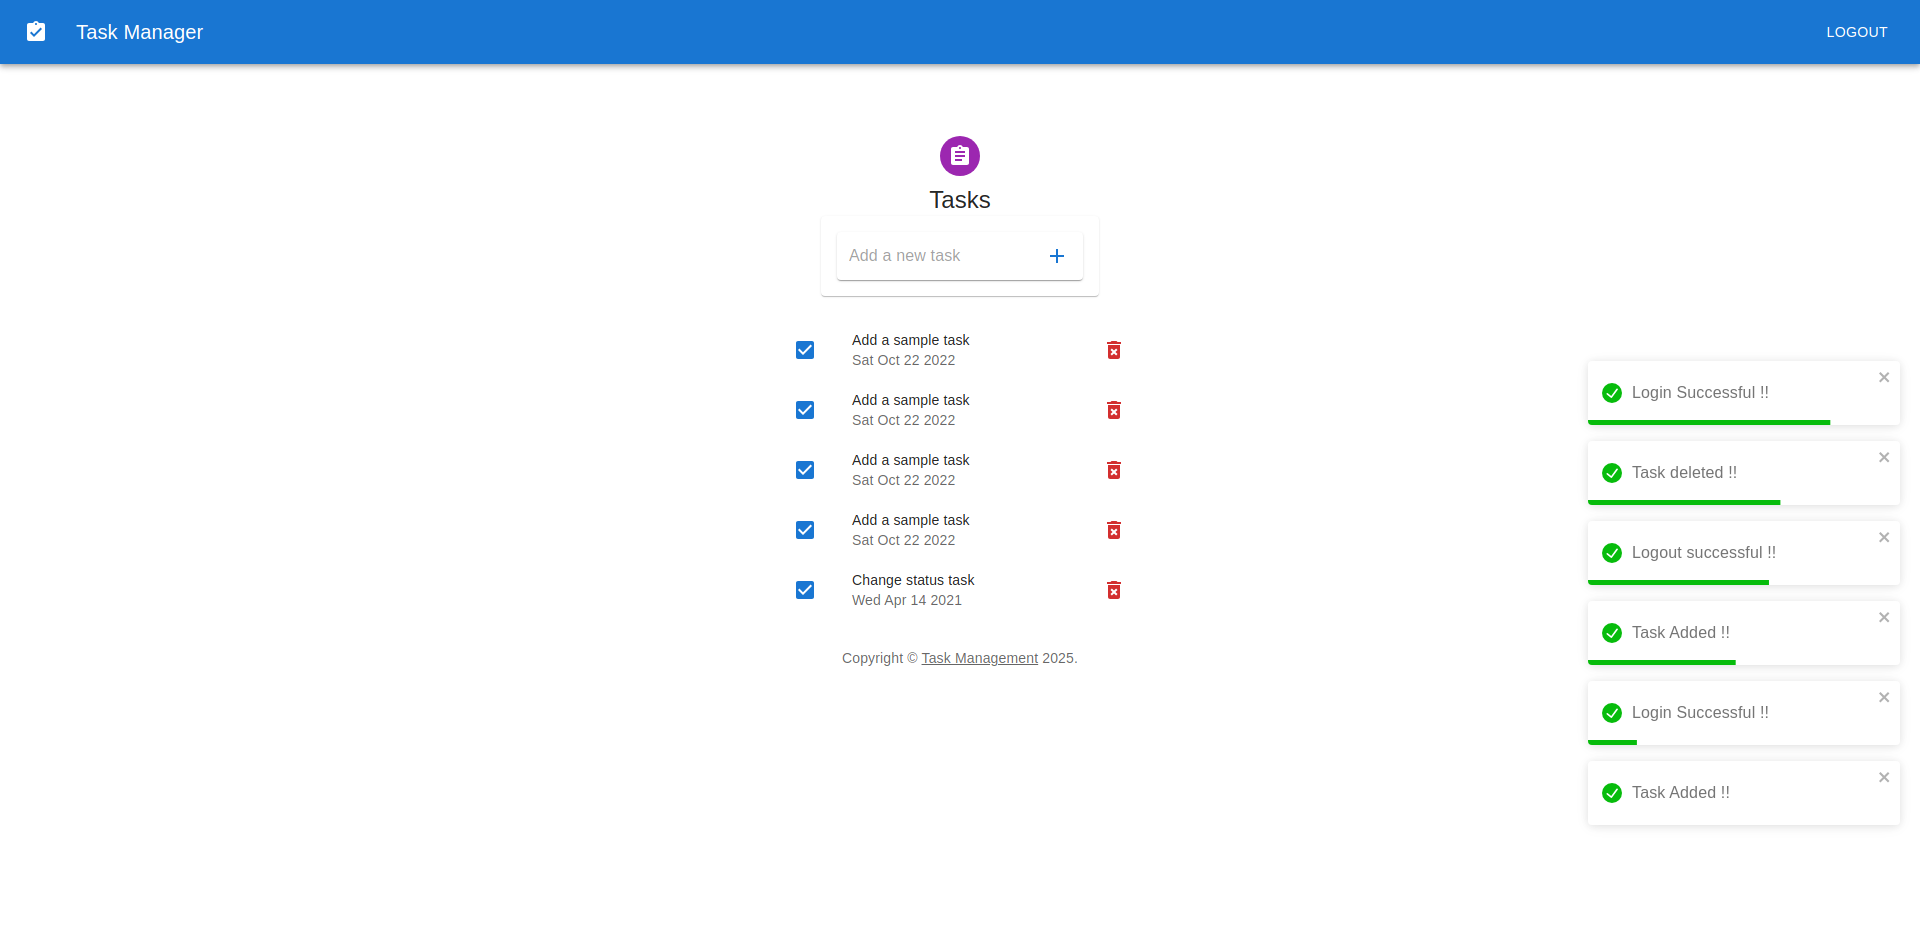 Task Manager
LOGOUT
Tasks
Add a new task
Add a sample task
Sat Oct 22 2022
Add a sample task
Sat Oct 22 2022
Add a sample task
Sat Oct 22 2022
Add a sample task
Sat Oct 22 2022
Change status task
Wed Apr 14 2021
Copyright © Task Management 2025.
Login Successful !!
Task deleted !!
Logout successful !!
Task Added !!
Login Successful !!
Task Added !!